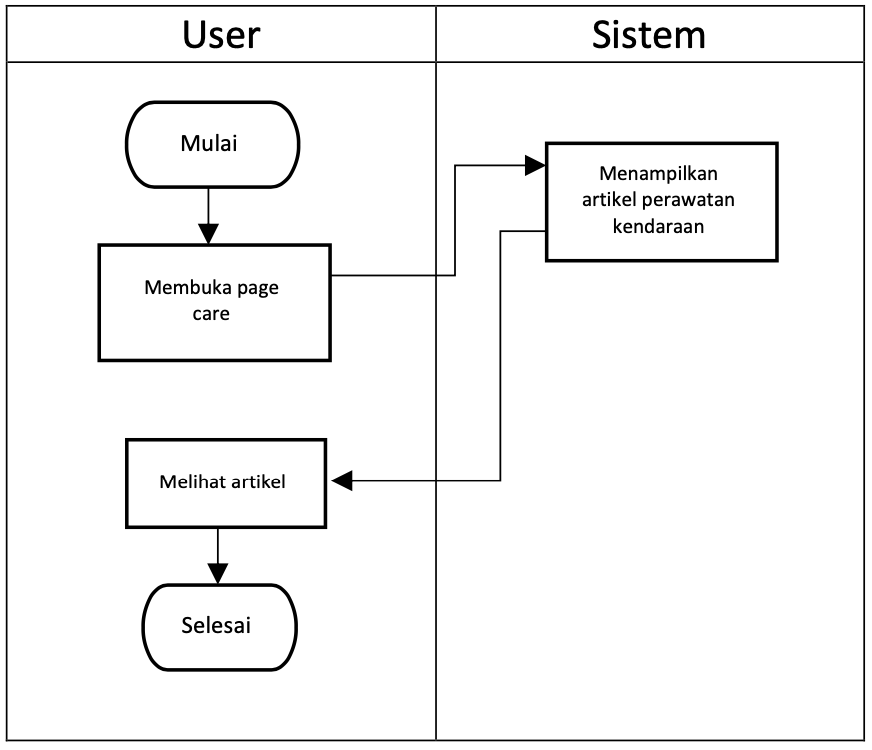 User
Sistem
Mulai
Membuka page
care
Menampilkan
artikel perawatan
kendaraan
Melihat artikel
Selesai